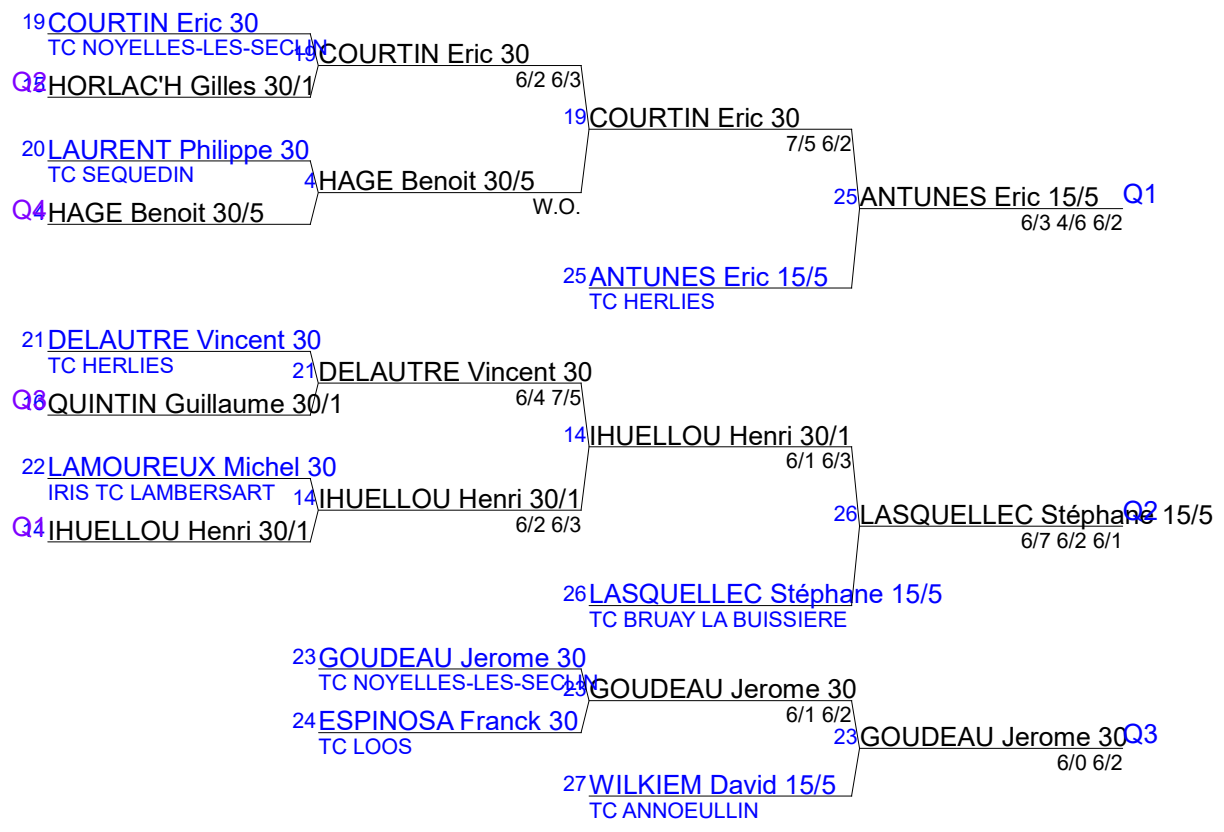 19 COURTIN Eric 30
TC NOYELLES-LES-SECLIN
19 COURTIN Eric 30
6/2 6/3
Q2 15 HORLAC'H Gilles 30/1
19 COURTIN Eric 30
7/5 6/2
20 LAURENT Philippe 30
TC SEQUEDIN
4 HAGE Benoit 30/5
W.O.
Q4 4 HAGE Benoit 30/5
25 ANTUNES Eric 15/5 Q1
6/3 4/6 6/2
25 ANTUNES Eric 15/5
TC HERLIES
21 DELAUTRE Vincent 30
TC HERLIES
21 DELAUTRE Vincent 30
6/4 7/5
Q3 16 QUINTIN Guillaume 30/1
14 IHUELLOU Henri 30/1
6/1 6/3
22 LAMOUREUX Michel 30
IRIS TC LAMBERSART
14 IHUELLOU Henri 30/1
6/2 6/3
Q1 14 IHUELLOU Henri 30/1
26 LASQUELLEC Stéphane 15/5 Q2
6/7 6/2 6/1
26 LASQUELLEC Stéphane 15/5
TC BRUAY LA BUISSIERE
23 GOUDEAU Jerome 30
TC NOYELLES-LES-SECLIN
23 GOUDEAU Jerome 30
6/1 6/2
24 ESPINOSA Franck 30
TC LOOS
23 GOUDEAU Jerome 30 Q3
6/0 6/2
27 WILKIEM David 15/5
TC ANNOEULLIN